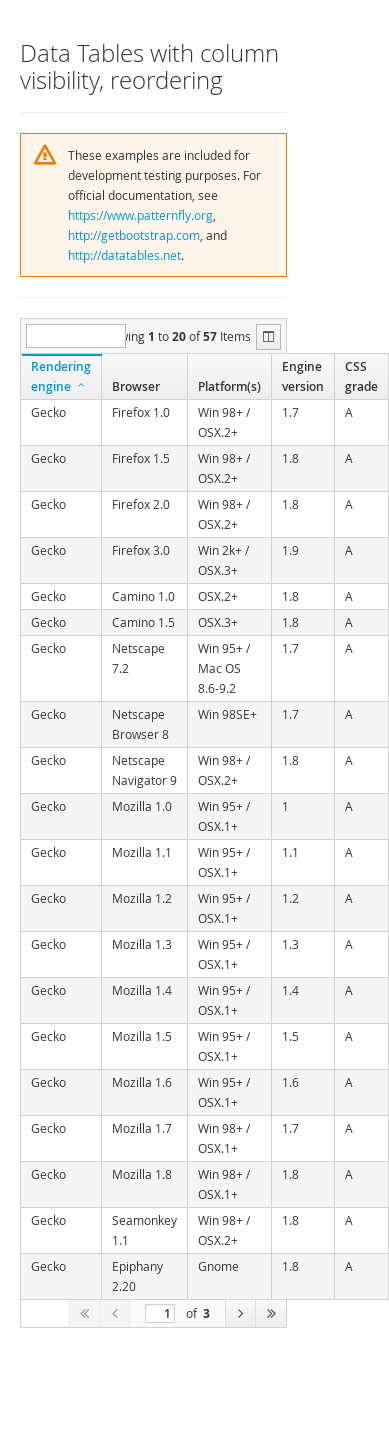 Data Tables with column
visibility, reordering
These examples are included for
development testing purposes. For
official documentation, see
https://www.patternfly.org,
http://getbootstrap.com, and
http://datatables.net.
1 to 20 of 57 Items
Rendering engine Browser Platform(s) Engine version CSS grade
Gecko Firefox 1.0 Win 98+ / OSX.2+ 1.7 A
Gecko Firefox 1.5 Win 98+ / OSX.2+ 1.8 A
Gecko Firefox 2.0 Win 98+ / OSX.2+ 1.8 A
Gecko Firefox 3.0 Win 2k+ / OSX.3+ 1.9 A
Gecko Camino 1.0 OSX.2+ 1.8 A
Gecko Camino 1.5 OSX.3+ 1.8 A
Gecko Netscape 7.2 Win 95+ / Mac OS 8.6-9.2 1.7 A
Gecko Netscape Browser 8 Win 98SE+ 1.7 A
Gecko Netscape Navigator 9 Win 98+ / OSX.2+ 1.8 A
Gecko Mozilla 1.0 Win 95+ / OSX.1+ 1 A
Gecko Mozilla 1.1 Win 95+ / OSX.1+ 1.1 A
Gecko Mozilla 1.2 Win 95+ / OSX.1+ 1.2 A
Gecko Mozilla 1.3 Win 95+ / OSX.1+ 1.3 A
Gecko Mozilla 1.4 Win 95+ / OSX.1+ 1.4 A
Gecko Mozilla 1.5 Win 95+ / OSX.1+ 1.5 A
Gecko Mozilla 1.6 Win 95+ / OSX.1+ 1.6 A
Gecko Mozilla 1.7 Win 98+ / OSX.1+ 1.7 A
Gecko Mozilla 1.8 Win 98+ / OSX.1+ 1.8 A
Gecko Seamonkey 1.1 Win 98+ / OSX.2+ 1.8 A
Gecko Epiphany 2.20 Gnome 1.8 A
1 of 3